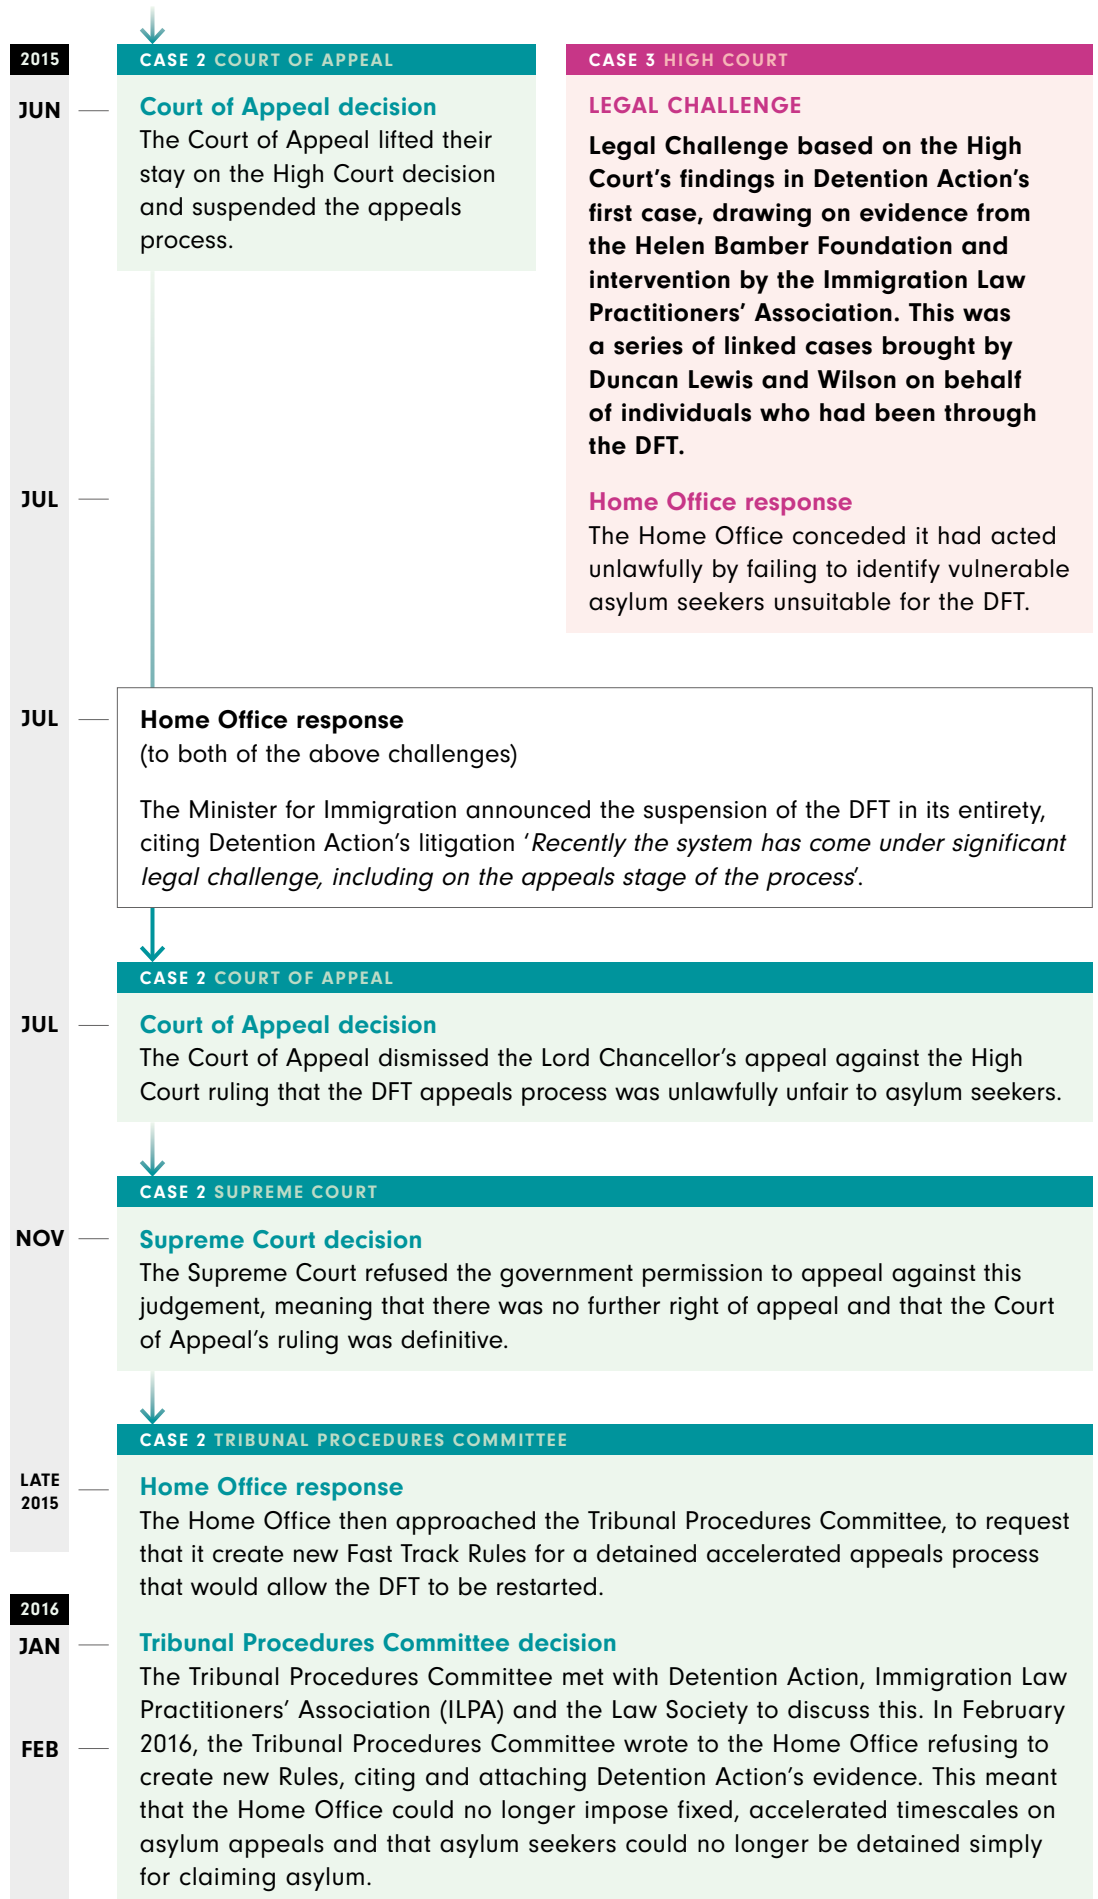 2015
CASE 2 COURT OF APPEAL
JUN
Court of Appeal decision
The Court of Appeal lifted their
stay on the High Court decision
and suspended the appeals
process.
CASE 3 HIGH COURT
LEGAL CHALLENGE
Legal Challenge based on the High
Court’s findings in Detention Action’s
first case, drawing on evidence from
the Helen Bamber Foundation and
intervention by the Immigration Law
Practitioners’ Association. This was
a series of linked cases brought by
Duncan Lewis and Wilson on behalf
of individuals who had been through
the DFT.
JUL
Home Office response
The Home Office conceded it had acted
unlawfully by failing to identify vulnerable
asylum seekers unsuitable for the DFT.
JUL
Home Office response
(to both of the above challenges)
The Minister for Immigration announced the suspension of the DFT in its entirety,
citing Detention Action’s litigation ‘Recently the system has come under significant
legal challenge, including on the appeals stage of the process’.
CASE 2 COURT OF APPEAL
JUL
Court of Appeal decision
The Court of Appeal dismissed the Lord Chancellor’s appeal against the High
Court ruling that the DFT appeals process was unlawfully unfair to asylum seekers.
CASE 2 SUPREME COURT
NOV
Supreme Court decision
The Supreme Court refused the government permission to appeal against this
judgement, meaning that there was no further right of appeal and that the Court
of Appeal’s ruling was definitive.
CASE 2 TRIBUNAL PROCEDURES COMMITTEE
LATE
2015
Home Office response
The Home Office then approached the Tribunal Procedures Committee, to request
that it create new Fast Track Rules for a detained accelerated appeals process
that would allow the DFT to be restarted.
2016
JAN
Tribunal Procedures Committee decision
The Tribunal Procedures Committee met with Detention Action, Immigration Law
Practitioners’ Association (ILPA) and the Law Society to discuss this. In February
FEB
2016, the Tribunal Procedures Committee wrote to the Home Office refusing to
create new Rules, citing and attaching Detention Action’s evidence. This meant
that the Home Office could no longer impose fixed, accelerated timescales on
asylum appeals and that asylum seekers could no longer be detained simply
for claiming asylum.